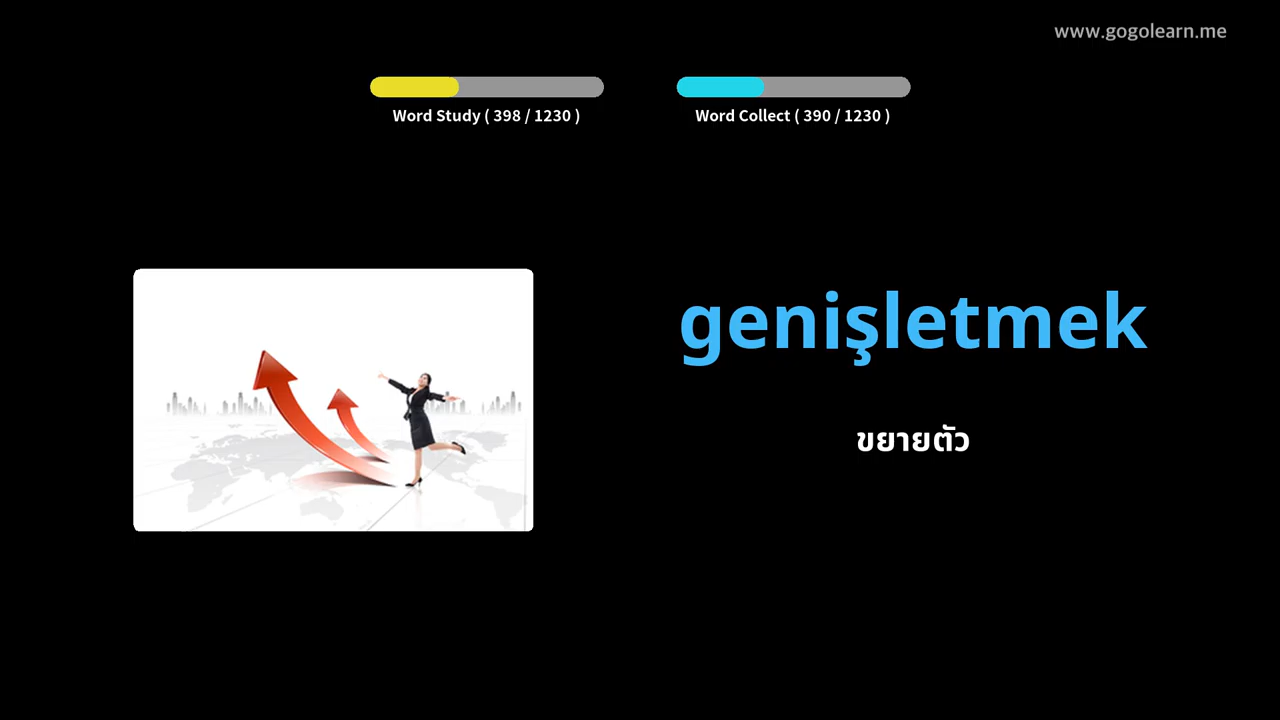 www.gogolearn.me
Word Study ( 398 / 1230 )
Word Collect ( 390 / 1230 )
genişletmek
ขยายตัว